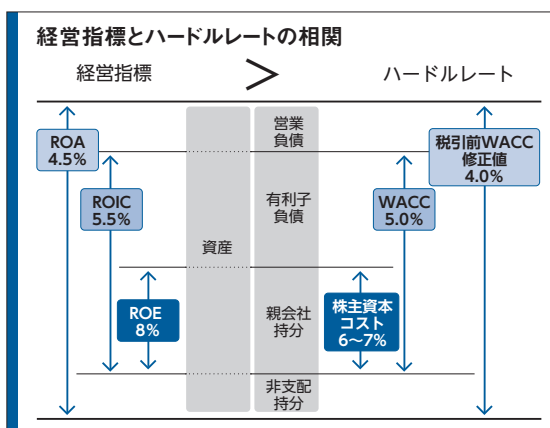 経営指標とハードルレートの相関
経営指標
>
ハードルレート
ROA
4.5%
ROIC
5.5%
ROE
8%
資産
営業
負債
有利子
負債
親会社
持分
非支配
持分
税引前WACC
修正値
4.0%
WACC
5.0%
株主資本
コスト
6~7%